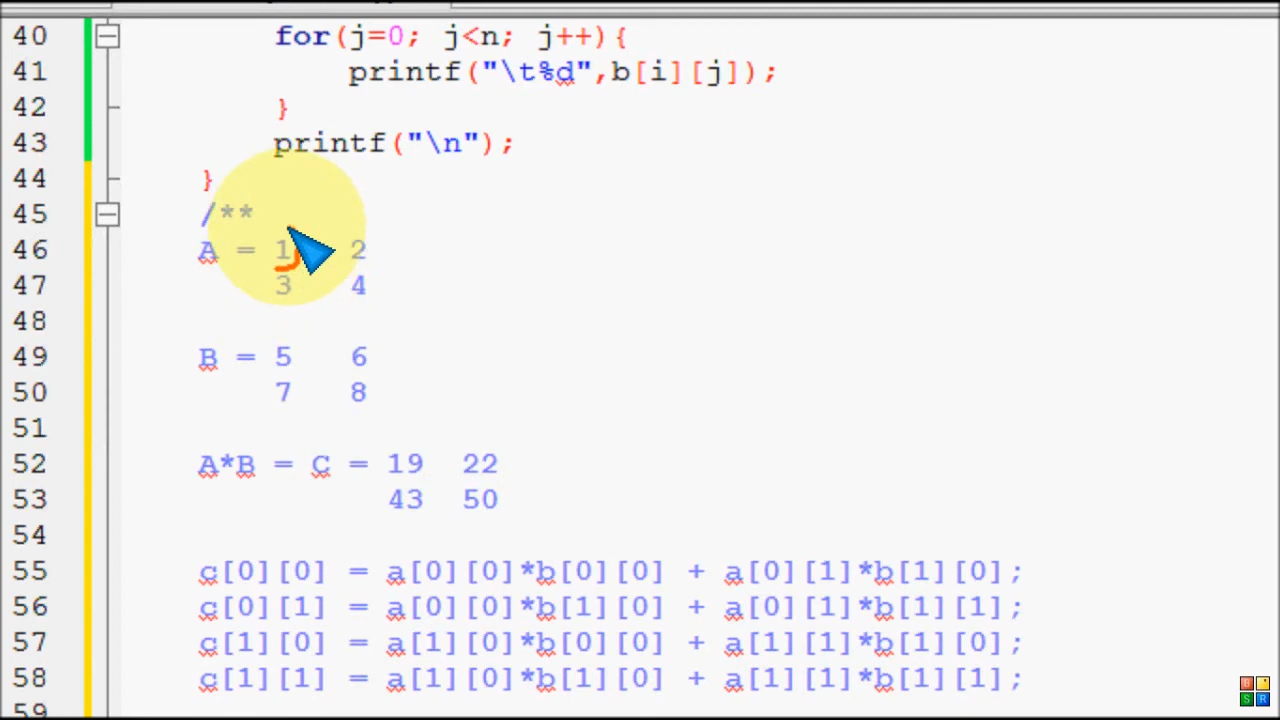 40 for(j=0; j<n; j++){
41 printf("\t%d",b[i][j]);
42 }
43 printf("\n");
44 }
45 /**
46 A = 1 2
47 3 4
48
49 B = 5 6
50 7 8
51
52 A*B = C = 19 22
53 43 50
54
55 c[0][0] = a[0][0]*b[0][0] + a[0][1]*b[1][0];
56 c[0][1] = a[0][0]*b[1][0] + a[0][1]*b[1][1];
57 c[1][0] = a[1][0]*b[0][0] + a[1][1]*b[1][0];
58 c[1][1] = a[1][0]*b[1][0] + a[1][1]*b[1][1];
59